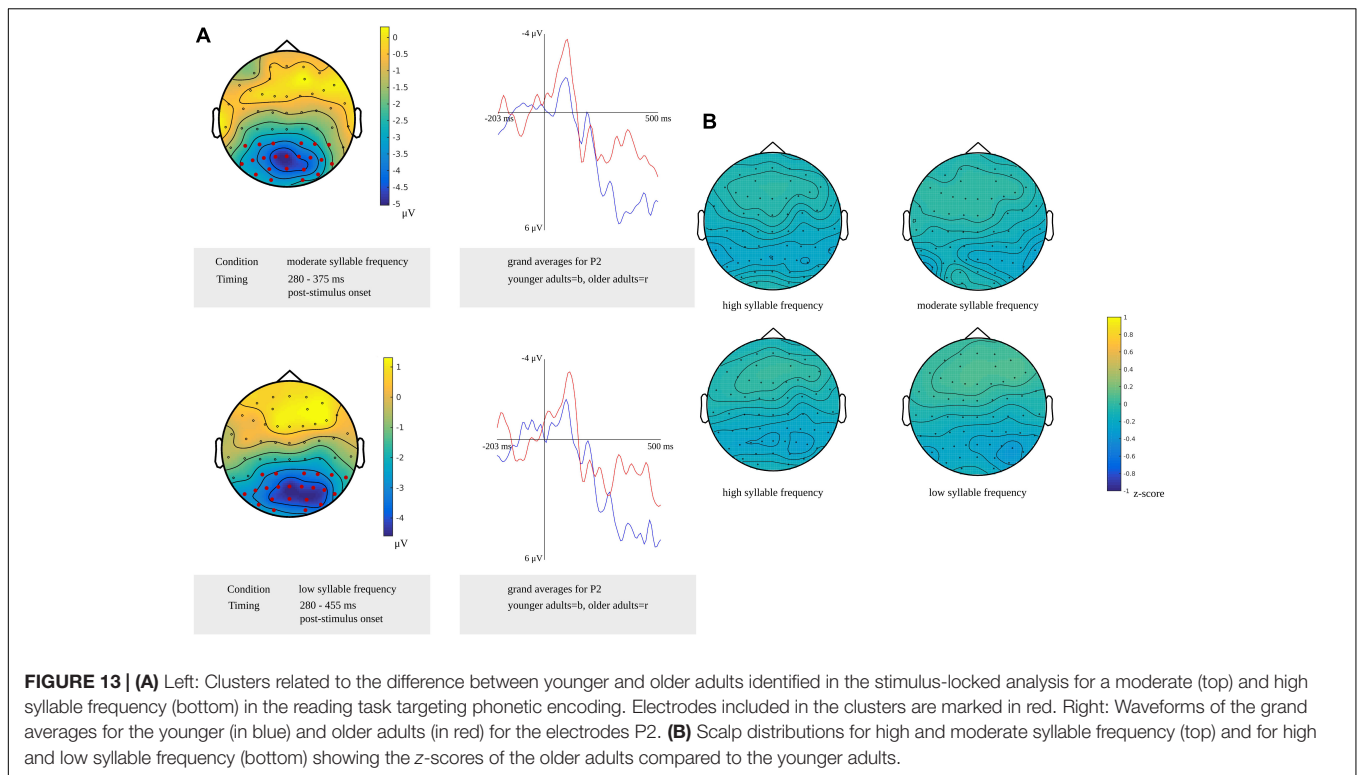 A
0
-0.5
-1
-1.5
-2
-2.5
-3
-3.5
-4
-4.5
-5
μV
-4 μV
-203 ms
500 ms
6 μV
Condition moderate syllable frequency
Timing 280 - 375 ms
post-stimulus onset
grand averages for P2
younger adults=b, older adults=r
1
0
-1
-2
-3
-4
μV
-4 μV
-203 ms
500 ms
6 μV
Condition low syllable frequency
Timing 280 - 455 ms
post-stimulus onset
grand averages for P2
younger adults=b, older adults=r
B
high syllable frequency
moderate syllable frequency
high syllable frequency
low syllable frequency
1
0.8
0.6
0.4
0.2
0
-0.2
-0.4
-0.6
-0.8
-1
z-score
FIGURE 13 | (A) Left: Clusters related to the difference between younger and older adults identified in the stimulus-locked analysis for a moderate (top) and high
syllable frequency (bottom) in the reading task targeting phonetic encoding. Electrodes included in the clusters are marked in red. Right: Waveforms of the grand
averages for the younger (in blue) and older adults (in red) for the electrodes P2. (B) Scalp distributions for high and moderate syllable frequency (top) and for high
and low syllable frequency (bottom) showing the z-scores of the older adults compared to the younger adults.